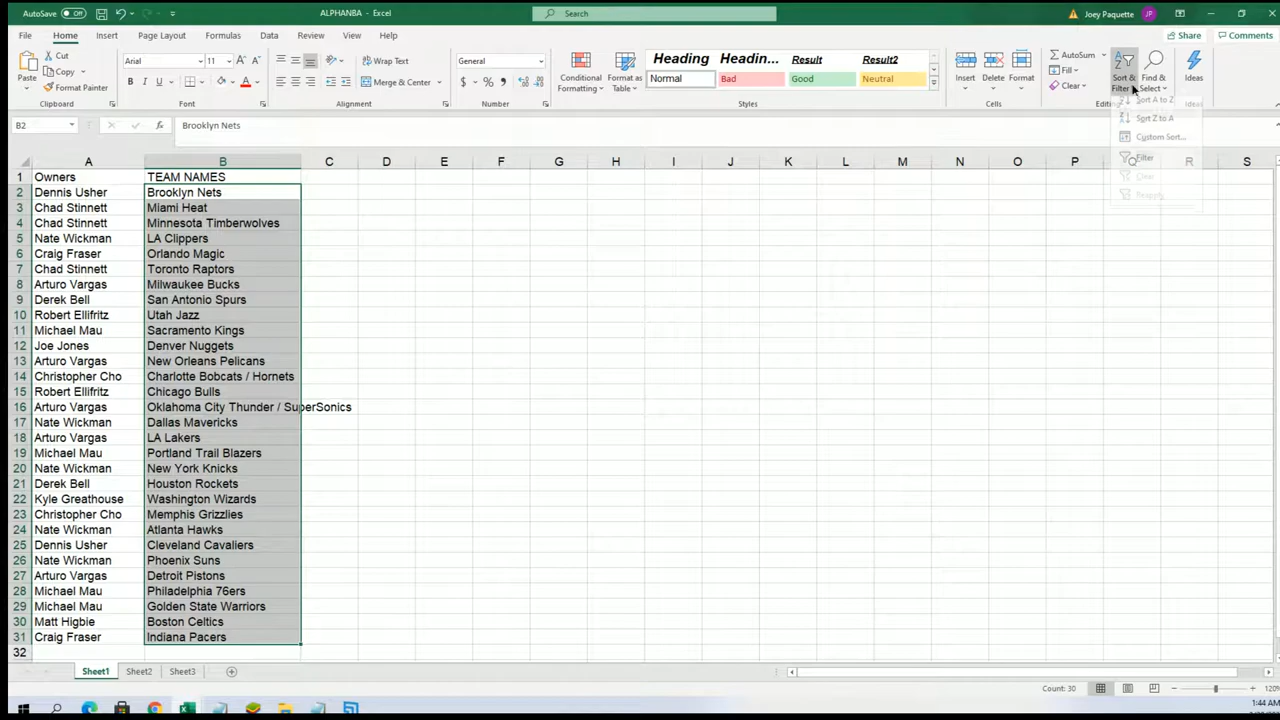 AutoSave Off ALPHANBA - Excel Search Joey Paquette JP
File Home Insert Page Layout Formulas Data Review View Help Share Comments
Paste Cut Copy Format Painter Clipboard
Arial 11 B I U Font
Wrap Text Merge & Center Alignment
General $ % Number
Conditional Formatting Format as Table Heading Headin... Result Result2
Normal Bad Good Neutral Styles
Insert Delete Format Cells
AutoSum Fill Clear Sort & Filter Find & Select Ideas
Sort A to Z
Sort Z to A
Custom Sort...
Filter
Clear
Reapply
B2 fx Brooklyn Nets
A B C D E F G H I J K L M N O P R S
1 Owners TEAM NAMES
2 Dennis Usher Brooklyn Nets
3 Chad Stinnett Miami Heat
4 Chad Stinnett Minnesota Timberwolves
5 Nate Wickman LA Clippers
6 Craig Fraser Orlando Magic
7 Chad Stinnett Toronto Raptors
8 Arturo Vargas Milwaukee Bucks
9 Derek Bell San Antonio Spurs
10 Robert Ellifritz Utah Jazz
11 Michael Mau Sacramento Kings
12 Joe Jones Denver Nuggets
13 Arturo Vargas New Orleans Pelicans
14 Christopher Cho Charlotte Bobcats / Hornets
15 Robert Ellifritz Chicago Bulls
16 Arturo Vargas Oklahoma City Thunder / SuperSonics
17 Nate Wickman Dallas Mavericks
18 Arturo Vargas LA Lakers
19 Michael Mau Portland Trail Blazers
20 Nate Wickman New York Knicks
21 Derek Bell Houston Rockets
22 Kyle Greathouse Washington Wizards
23 Christopher Cho Memphis Grizzlies
24 Nate Wickman Atlanta Hawks
25 Dennis Usher Cleveland Cavaliers
26 Nate Wickman Phoenix Suns
27 Arturo Vargas Detroit Pistons
28 Michael Mau Philadelphia 76ers
29 Michael Mau Golden State Warriors
30 Matt Higbie Boston Celtics
31 Craig Fraser Indiana Pacers
32
Sheet1 Sheet2 Sheet3
Count: 30 120%
1:44 AM